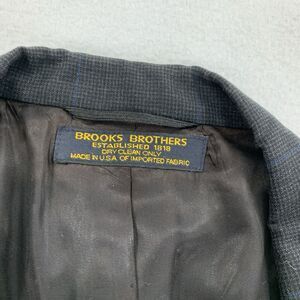 BROOKS BROTHERS
ESTABLISHED 1818
DRY CLEAN ONLY
MADE IN U.S.A. OF IMPORTED FABRIC